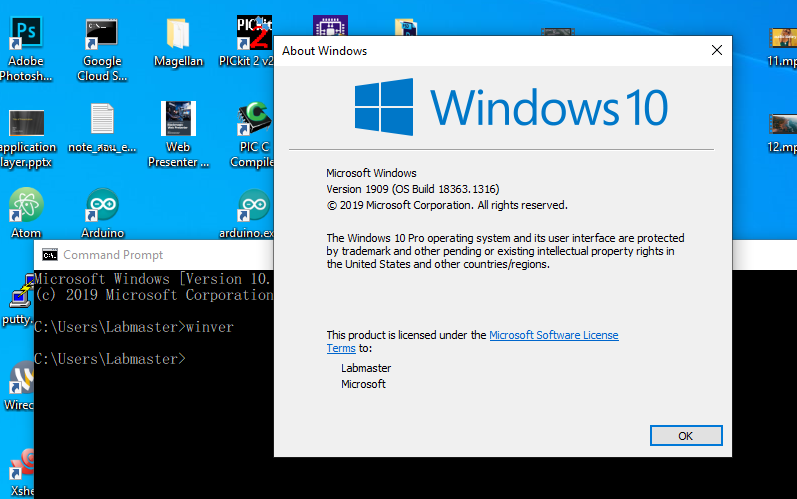 Adobe
Photosh...
Google
Cloud S...
Magellan
PICkit 2 v2
11.mp
application
layer.pptx
note_สอน_e...
Web
Presenter ...
PIC C
Compile
12.mp
Atom
Arduino
arduino.ex
putty.
Wirec
Xshe
About Windows
Windows 10
Microsoft Windows
Version 1909 (OS Build 18363.1316)
© 2019 Microsoft Corporation. All rights reserved.
The Windows 10 Pro operating system and its user interface are protected
by trademark and other pending or existing intellectual property rights in
the United States and other countries/regions.
This product is licensed under the Microsoft Software License
Terms to:
Labmaster
Microsoft
OK
Command Prompt
Microsoft Windows [Version 10.
(c) 2019 Microsoft Corporation
C:\Users\Labmaster>winver
C:\Users\Labmaster>